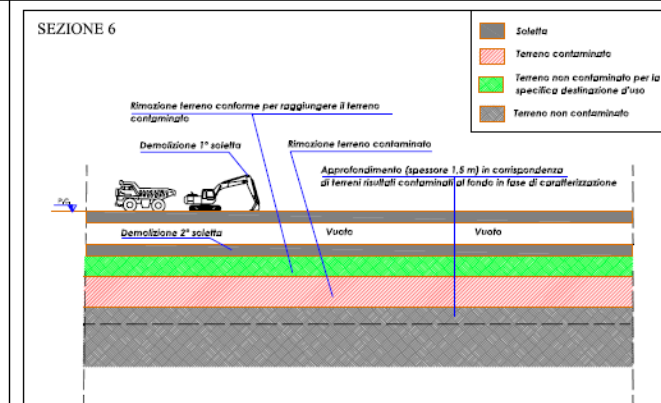 SEZIONE 6
Soletta
Terreno contaminato
Terreno non contaminato per la
specifica destinazione d'uso
Terreno non contaminato
Rimozione terreno conforme per raggiungere il terreno
contaminato
Demolizione 1° soletta
Rimozione terreno contaminato
Approfondimento (spessore 1,5 m) in corrispondenza
di terreni risultati contaminati al fondo in fase di caratterizzazione
Demolizione 2° soletta
Vuoto
Vuoto